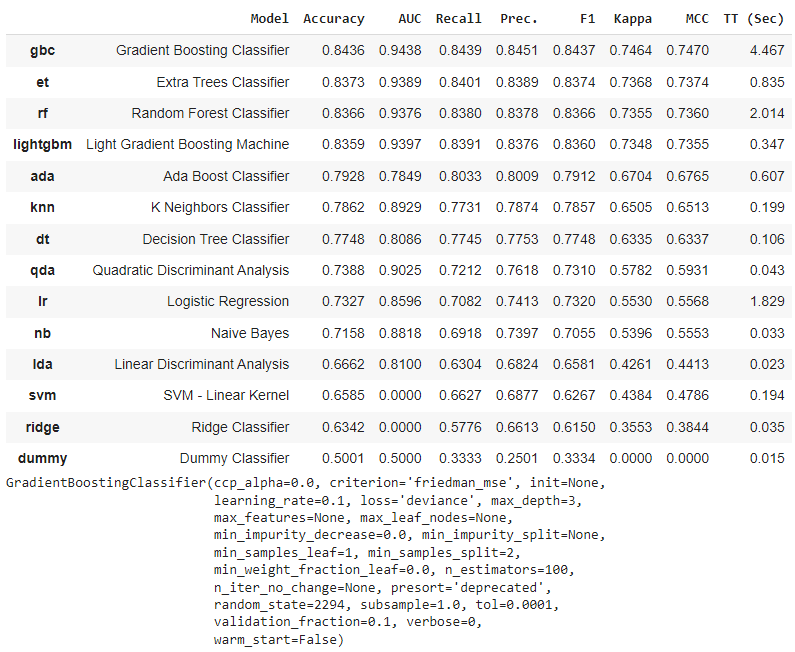 Model Accuracy AUC Recall Prec. F1 Kappa MCC TT (Sec)
gbc Gradient Boosting Classifier 0.8436 0.9438 0.8439 0.8451 0.8437 0.7464 0.7470 4.467
et Extra Trees Classifier 0.8373 0.9389 0.8401 0.8389 0.8374 0.7368 0.7374 0.835
rf Random Forest Classifier 0.8366 0.9376 0.8380 0.8378 0.8366 0.7355 0.7360 2.014
lightgbm Light Gradient Boosting Machine 0.8359 0.9397 0.8391 0.8376 0.8360 0.7348 0.7355 0.347
ada Ada Boost Classifier 0.7928 0.7849 0.8033 0.8009 0.7912 0.6704 0.6765 0.607
knn K Neighbors Classifier 0.7862 0.8929 0.7731 0.7874 0.7857 0.6505 0.6513 0.199
dt Decision Tree Classifier 0.7748 0.8086 0.7745 0.7753 0.7748 0.6335 0.6337 0.106
qda Quadratic Discriminant Analysis 0.7388 0.9025 0.7212 0.7618 0.7310 0.5782 0.5931 0.043
lr Logistic Regression 0.7327 0.8596 0.7082 0.7413 0.7320 0.5530 0.5568 1.829
nb Naive Bayes 0.7158 0.8818 0.6918 0.7397 0.7055 0.5396 0.5553 0.033
lda Linear Discriminant Analysis 0.6662 0.8100 0.6304 0.6824 0.6581 0.4261 0.4413 0.023
svm SVM - Linear Kernel 0.6585 0.0000 0.6627 0.6877 0.6267 0.4384 0.4786 0.194
ridge Ridge Classifier 0.6342 0.0000 0.5776 0.6613 0.6150 0.3553 0.3844 0.035
dummy Dummy Classifier 0.5001 0.5000 0.3333 0.2501 0.3334 0.0000 0.0000 0.015
GradientBoostingClassifier(ccp_alpha=0.0, criterion='friedman_mse', init=None,
learning_rate=0.1, loss='deviance', max_depth=3,
max_features=None, max_leaf_nodes=None,
min_impurity_decrease=0.0, min_impurity_split=None,
min_samples_leaf=1, min_samples_split=2,
min_weight_fraction_leaf=0.0, n_estimators=100,
n_iter_no_change=None, presort='deprecated',
random_state=2294, subsample=1.0, tol=0.0001,
validation_fraction=0.1, verbose=0,
warm_start=False)